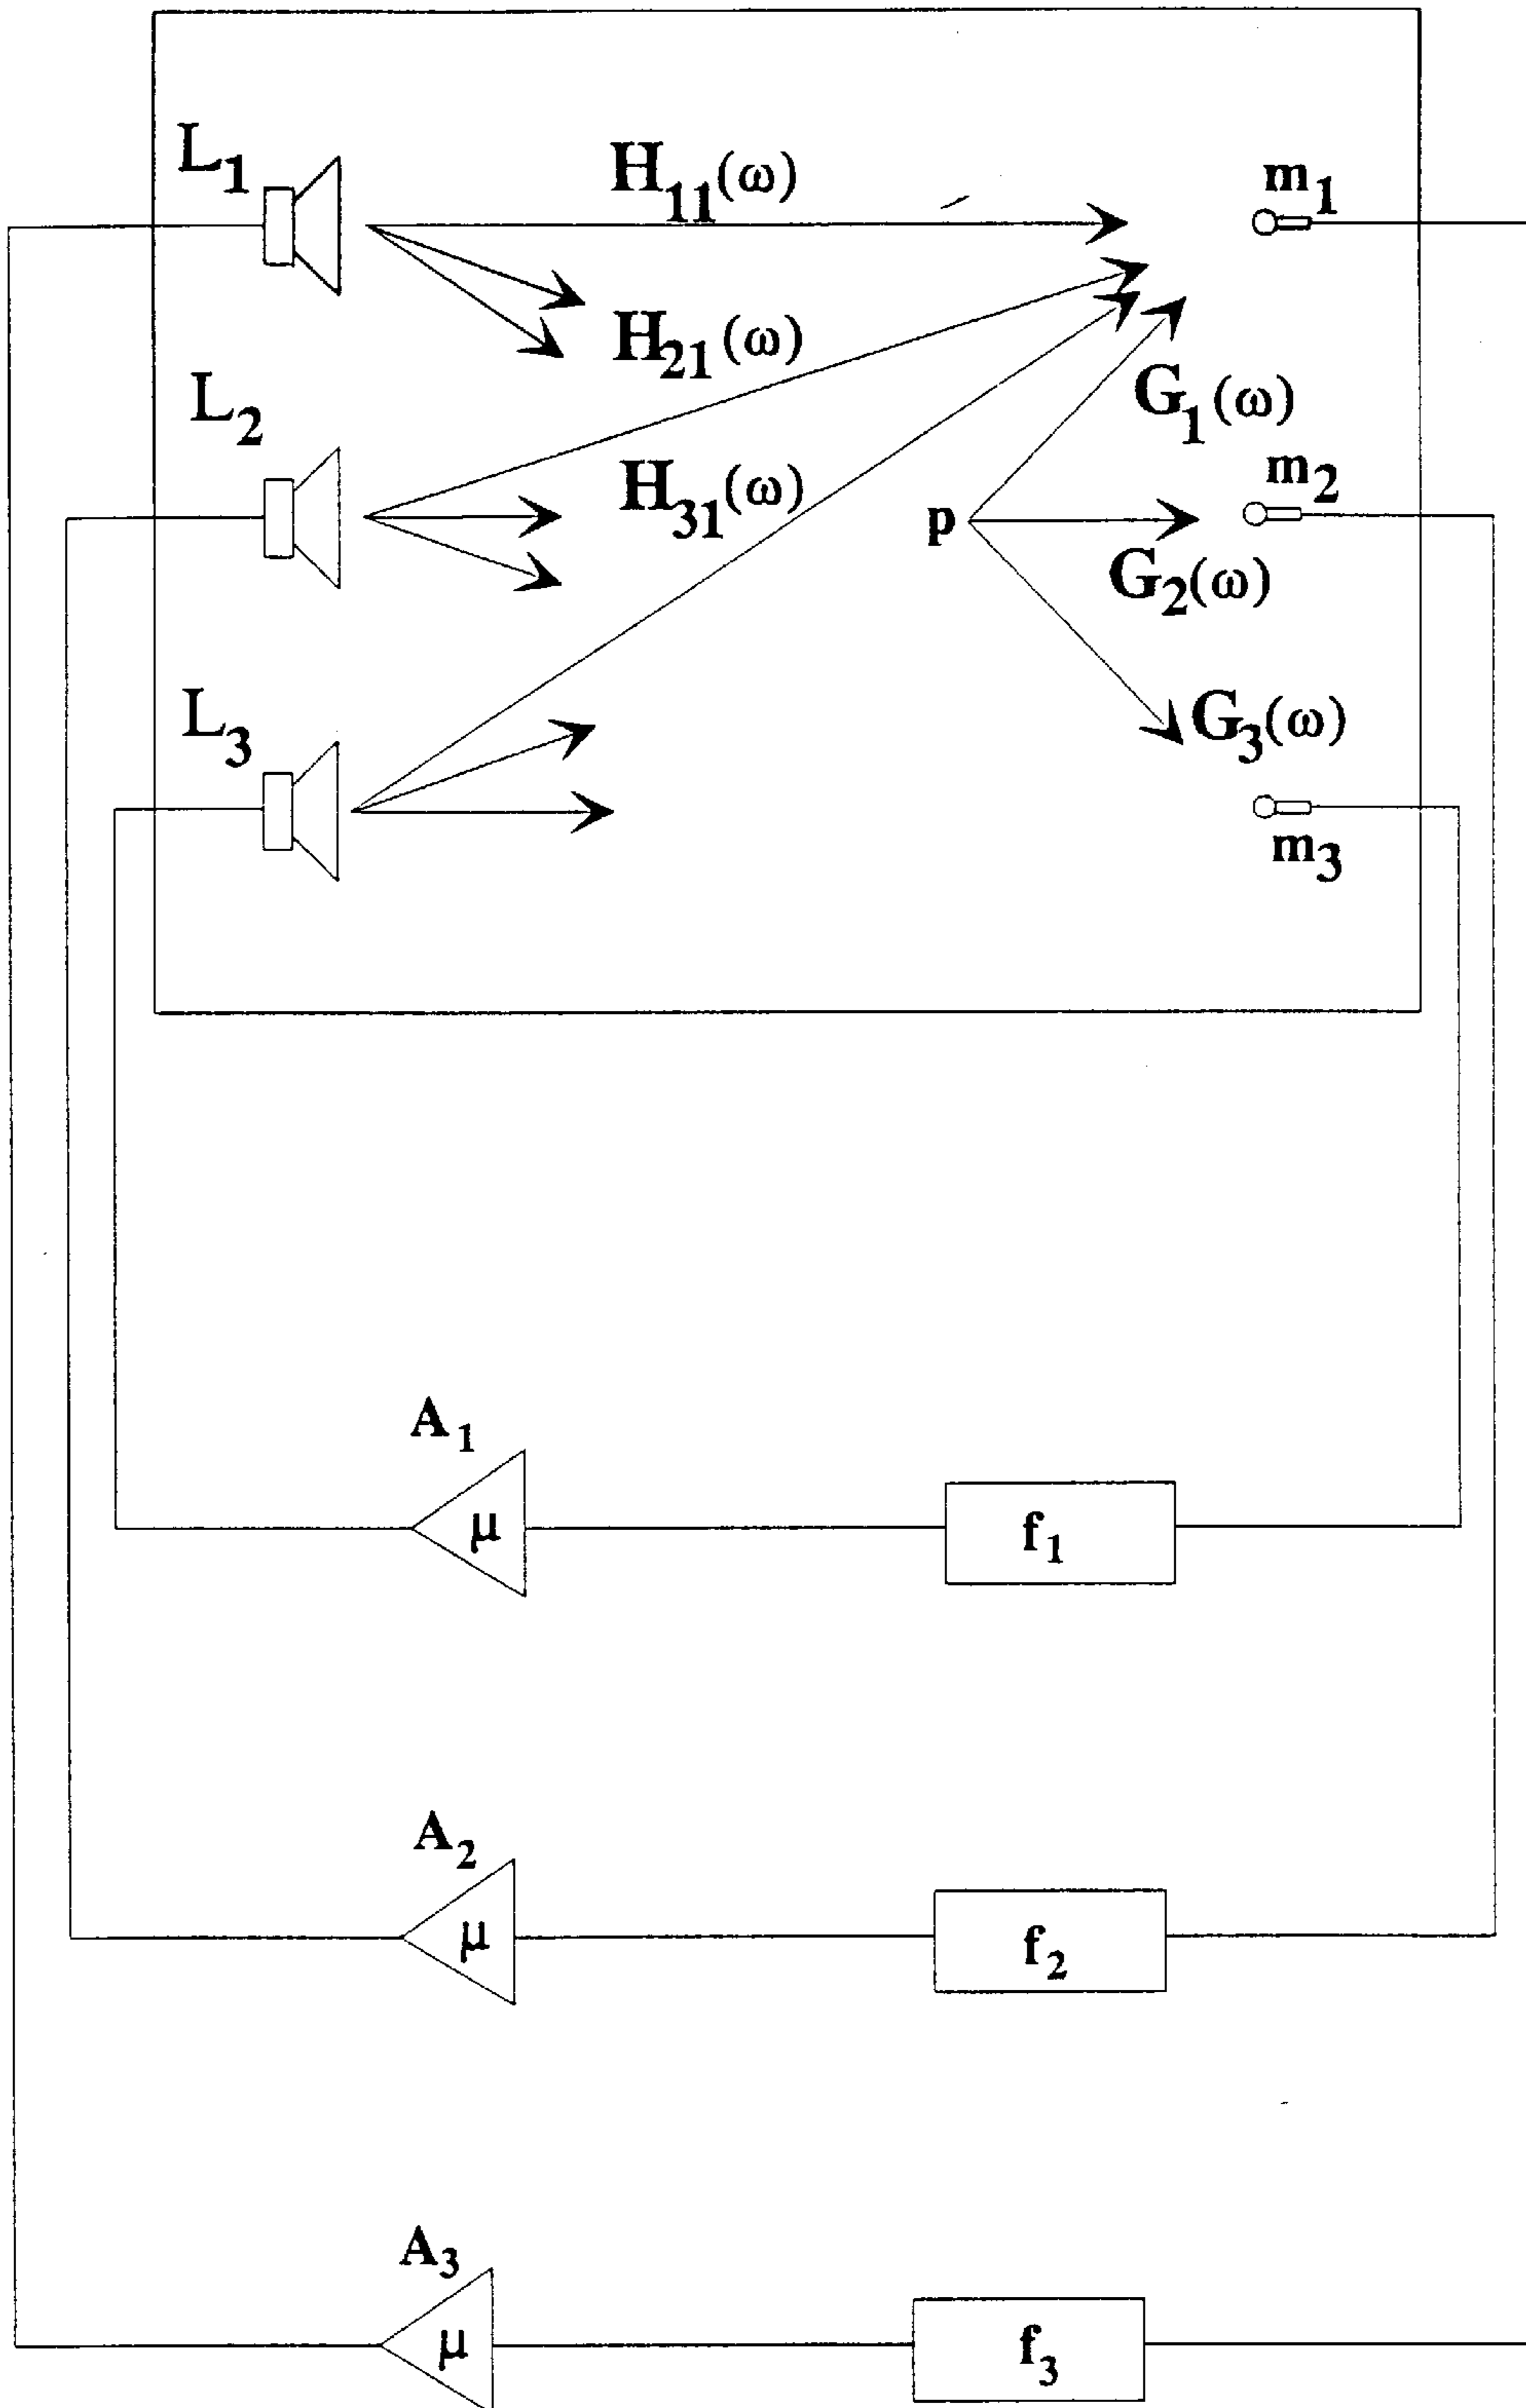 L₁
H₁₁(ω)
m₁
H₂₁(ω)
L₂
G₁(ω)
H₃₁(ω)
m₂
p
G₂(ω)
L₃
G₃(ω)
m₃
A₁
μ
f₁
A₂
μ
f₂
A₃
μ
f₃